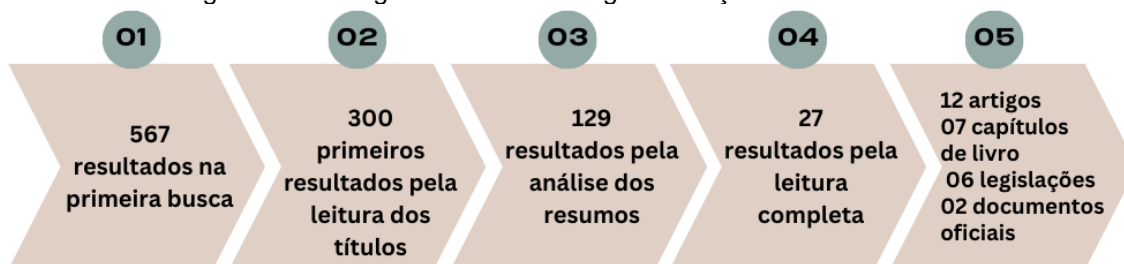 01
567
resultados na
primeira busca
02
300
primeiros
resultados pela
leitura dos
títulos
03
129
resultados pela
análise dos
resumos
04
27
resultados pela
leitura
completa
05
12 artigos
07 capítulos
de livro
06 legislações
02 documentos
oficiais